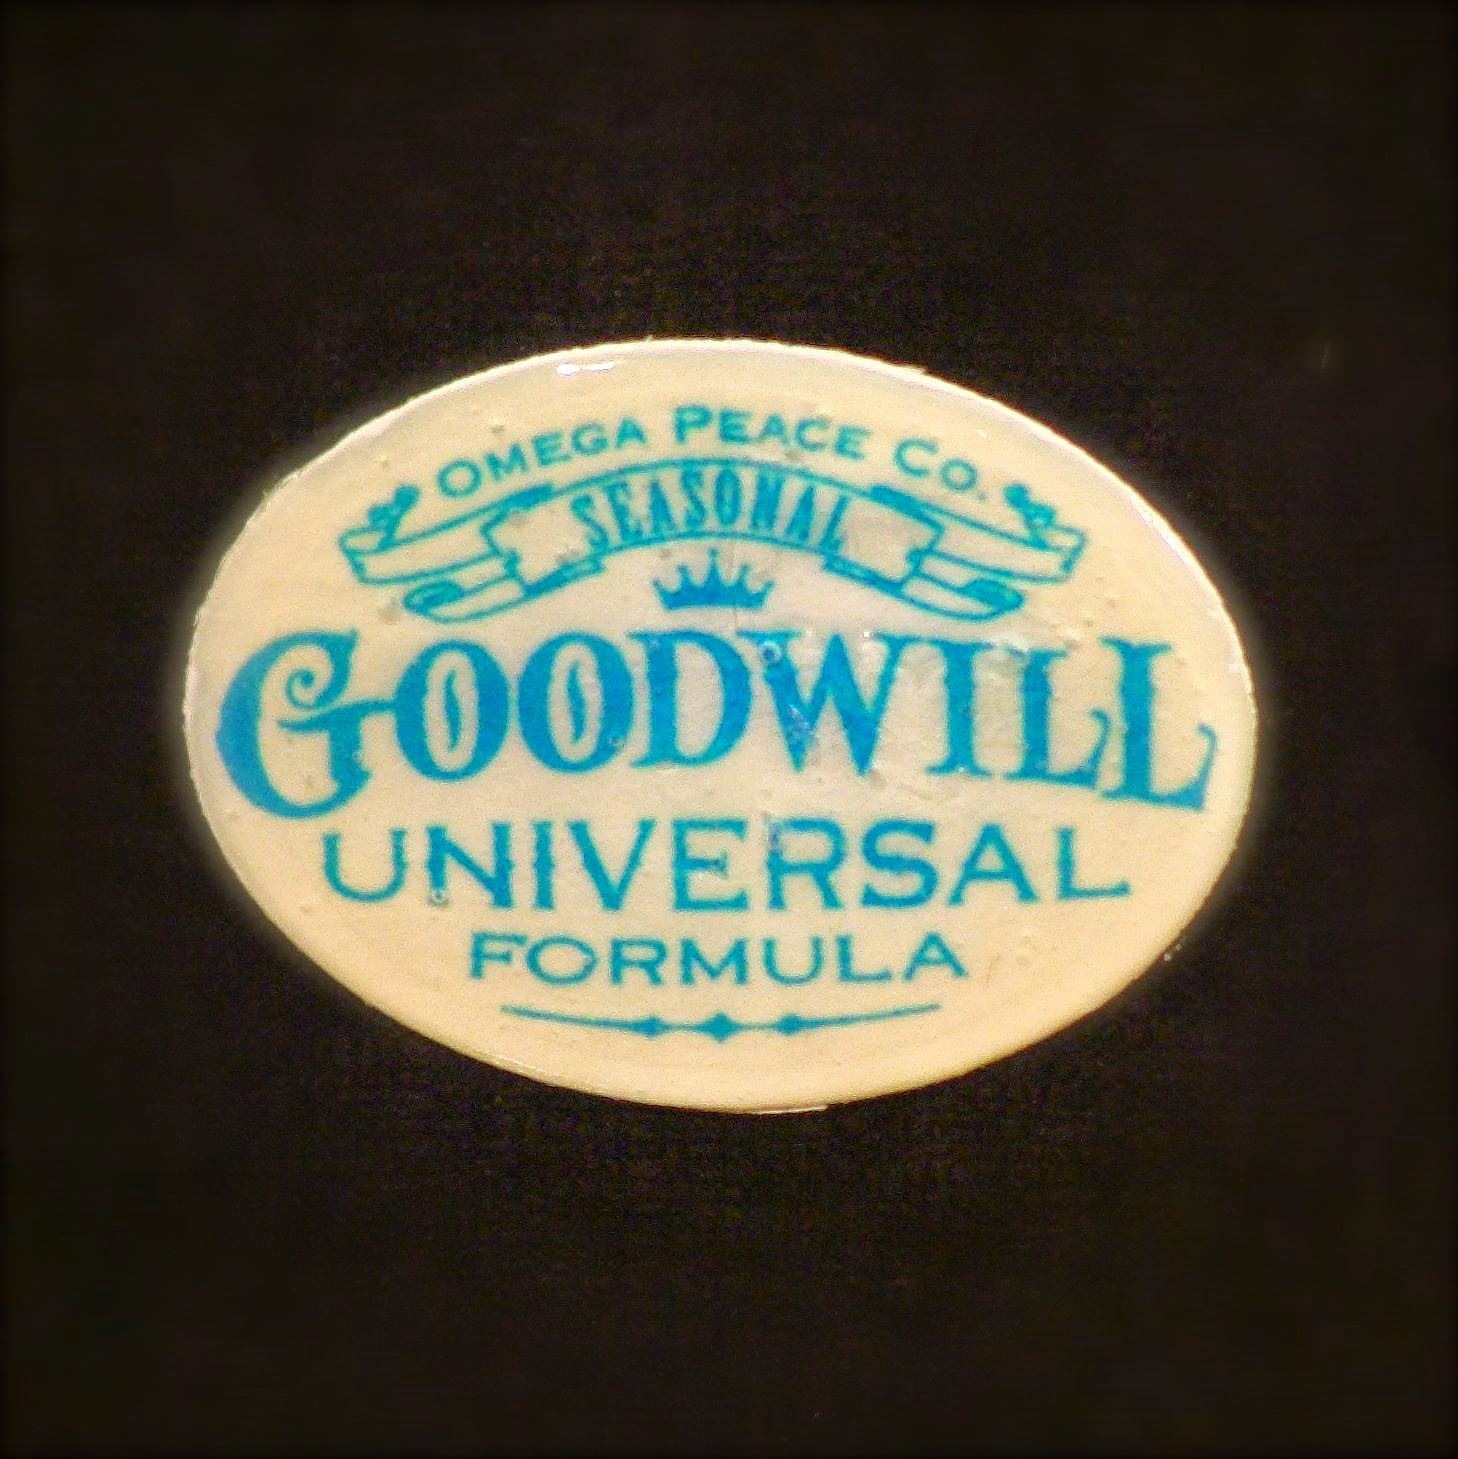 OMEGA PEACE CO.
SEASONAL
GOODWILL
UNIVERSAL
FORMULA